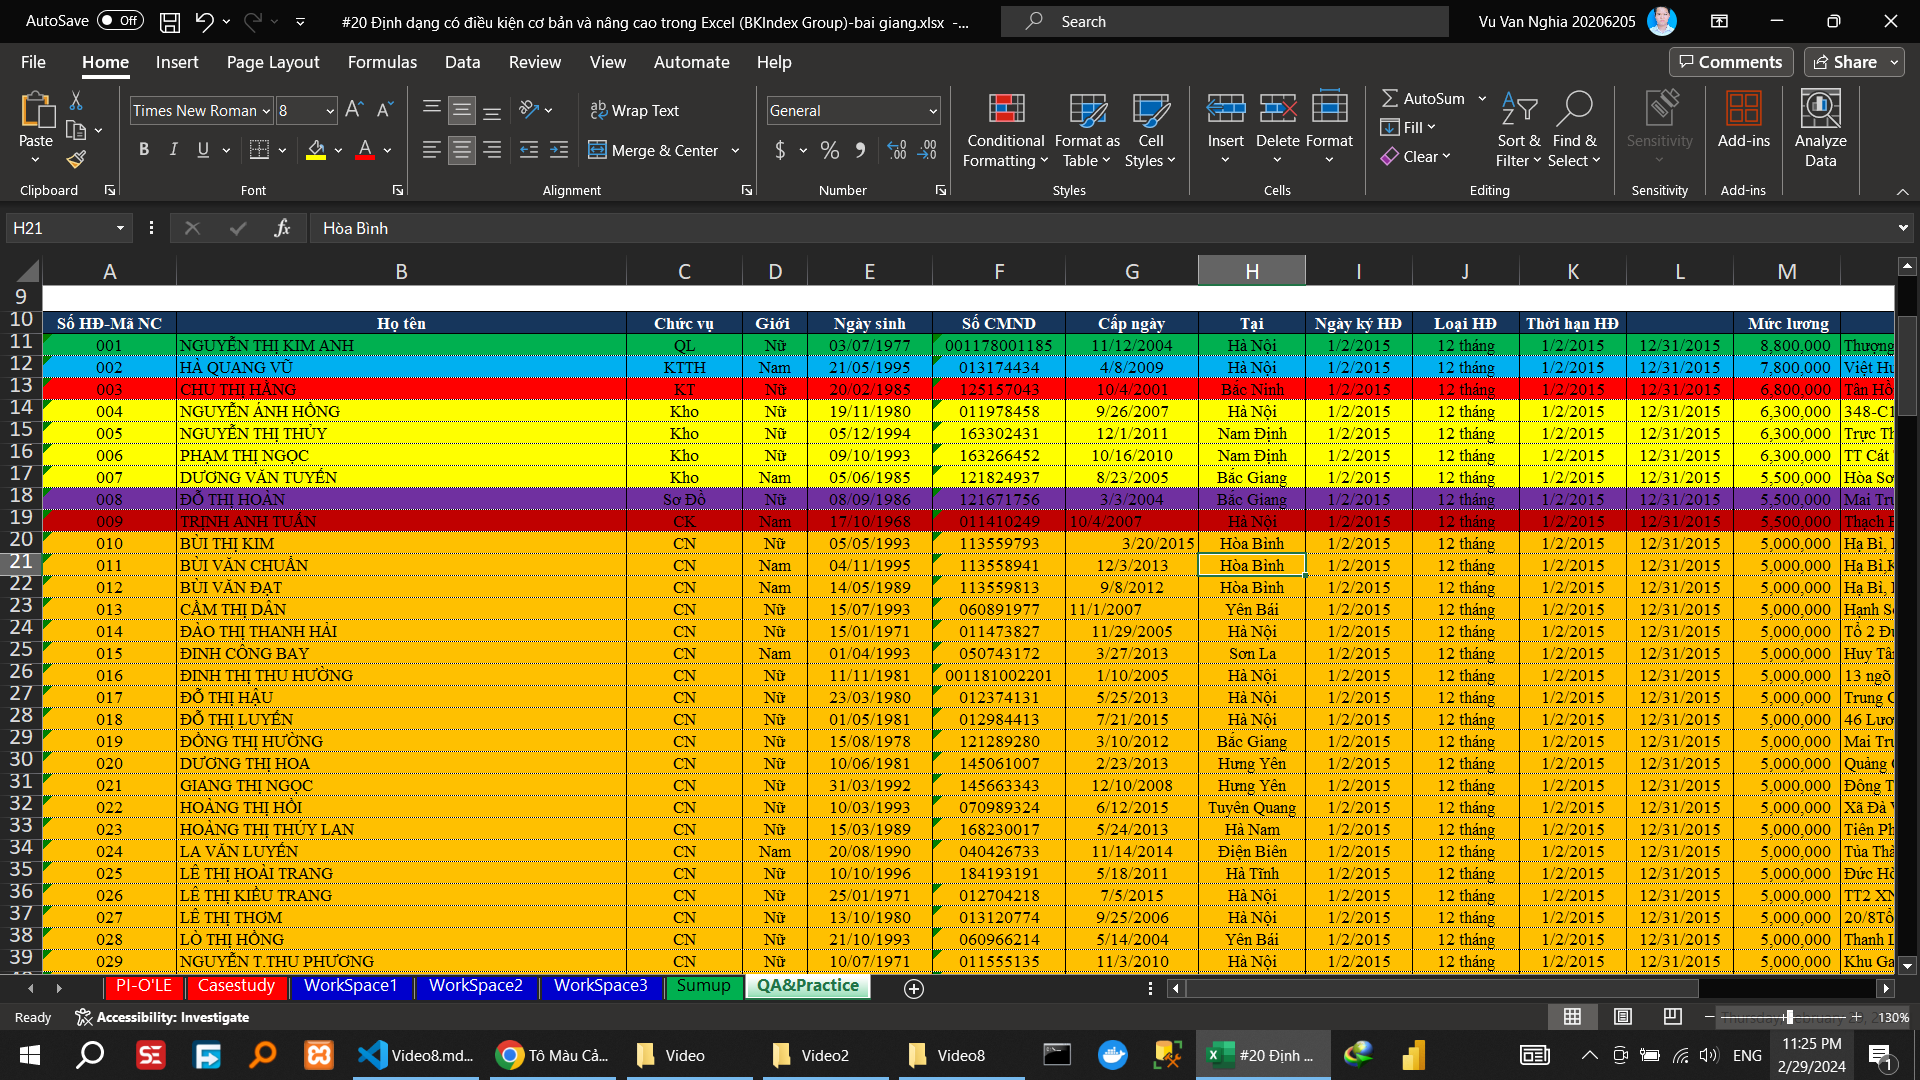 AutoSave Off #20 Định dạng có điều kiện cơ bản và nâng cao trong Excel (BKIndex Group)-bai giang.xlsx -... Search Vu Van Nghia 20206205
File Home Insert Page Layout Formulas Data Review View Automate Help Comments Share
Times New Roman 8 Wrap Text General AutoSum
Paste B I U Merge & Center $ % Conditional Formatting Format as Table Cell Styles Insert Delete Format Fill Clear Sort & Filter Find & Select Sensitivity Add-ins Analyze Data
Clipboard Font Alignment Number Styles Cells Editing Sensitivity Add-ins
H21 fx Hòa Bình
A B C D E F G H I J K L M
9
10 Số HĐ-Mã NC Họ tên Chức vụ Giới Ngày sinh Số CMND Cấp ngày Tại Ngày ký HĐ Loại HĐ Thời hạn HĐ Mức lương
11 001 NGUYỄN THỊ KIM ANH QL Nữ 03/07/1977 001178001185 11/12/2004 Hà Nội 1/2/2015 12 tháng 1/2/2015 12/31/2015 8,800,000 Thượng
12 002 HÀ QUANG VŨ KTTH Nam 21/05/1995 013174434 4/8/2009 Hà Nội 1/2/2015 12 tháng 1/2/2015 12/31/2015 7,800,000 Việt Hư
13 003 CHU THỊ HẰNG KT Nữ 20/02/1985 125157043 10/4/2001 Bắc Ninh 1/2/2015 12 tháng 1/2/2015 12/31/2015 6,800,000 Tân Hồ
14 004 NGUYỄN ÁNH HỒNG Kho Nữ 19/11/1980 011978458 9/26/2007 Hà Nội 1/2/2015 12 tháng 1/2/2015 12/31/2015 6,300,000 348-C1
15 005 NGUYỄN THỊ THỦY Kho Nữ 05/12/1994 163302431 12/1/2011 Nam Định 1/2/2015 12 tháng 1/2/2015 12/31/2015 6,300,000 Trực Th
16 006 PHẠM THỊ NGỌC Kho Nữ 09/10/1993 163266452 10/16/2010 Nam Định 1/2/2015 12 tháng 1/2/2015 12/31/2015 6,300,000 TT Cát
17 007 DƯƠNG VĂN TUYẾN Kho Nam 05/06/1985 121824937 8/23/2005 Bắc Giang 1/2/2015 12 tháng 1/2/2015 12/31/2015 5,500,000 Hòa Sơ
18 008 ĐỖ THỊ HOÀN Sơ Đồ Nữ 08/09/1986 121671756 3/3/2004 Bắc Giang 1/2/2015 12 tháng 1/2/2015 12/31/2015 5,500,000 Mai Tru
19 009 TRỊNH ANH TUẤN CK Nam 17/10/1968 011410249 10/4/2007 Hà Nội 1/2/2015 12 tháng 1/2/2015 12/31/2015 5,500,000 Thạch
20 010 BÙI THỊ KIM CN Nữ 05/05/1993 113559793 3/20/2015 Hòa Bình 1/2/2015 12 tháng 1/2/2015 12/31/2015 5,000,000 Hạ Bì,
21 011 BÙI VĂN CHUẨN CN Nam 04/11/1995 113558941 12/3/2013 Hòa Bình 1/2/2015 12 tháng 1/2/2015 12/31/2015 5,000,000 Hạ Bì,K
22 012 BÙI VĂN ĐẠT CN Nam 14/05/1989 113559813 9/8/2012 Hòa Bình 1/2/2015 12 tháng 1/2/2015 12/31/2015 5,000,000 Hạ Bì,
23 013 CẦM THỊ DÂN CN Nữ 15/07/1993 060891977 11/1/2007 Yên Bái 1/2/2015 12 tháng 1/2/2015 12/31/2015 5,000,000 Hạnh Sơ
24 014 ĐÀO THỊ THANH HẢI CN Nữ 15/01/1971 011473827 11/29/2005 Hà Nội 1/2/2015 12 tháng 1/2/2015 12/31/2015 5,000,000 Tổ 2 Đứ
25 015 ĐINH CÔNG BAY CN Nam 01/04/1993 050743172 3/27/2013 Sơn La 1/2/2015 12 tháng 1/2/2015 12/31/2015 5,000,000 Huy Tâ
26 016 ĐINH THỊ THU HƯỜNG CN Nữ 11/11/1981 001181002201 1/10/2005 Hà Nội 1/2/2015 12 tháng 1/2/2015 12/31/2015 5,000,000 13 ngõ
27 017 ĐỖ THỊ HẬU CN Nữ 23/03/1980 012374131 5/25/2013 Hà Nội 1/2/2015 12 tháng 1/2/2015 12/31/2015 5,000,000 Trung
28 018 ĐỖ THỊ LUYẾN CN Nữ 01/05/1981 012984413 7/21/2015 Hà Nội 1/2/2015 12 tháng 1/2/2015 12/31/2015 5,000,000 46 Lươ
29 019 ĐỒNG THỊ HƯỜNG CN Nữ 15/08/1978 121289280 3/10/2012 Bắc Giang 1/2/2015 12 tháng 1/2/2015 12/31/2015 5,000,000 Mai Tru
30 020 DƯƠNG THỊ HOA CN Nữ 10/06/1981 145061007 2/23/2013 Hưng Yên 1/2/2015 12 tháng 1/2/2015 12/31/2015 5,000,000 Quảng
31 021 GIANG THỊ NGỌC CN Nữ 31/03/1992 145663343 12/10/2008 Hưng Yên 1/2/2015 12 tháng 1/2/2015 12/31/2015 5,000,000 Đông T
32 022 HOÀNG THỊ HỒI CN Nữ 10/03/1993 070989324 6/12/2015 Tuyên Quang 1/2/2015 12 tháng 1/2/2015 12/31/2015 5,000,000 Xã Đà
33 023 HOÀNG THỊ THÚY LAN CN Nữ 15/03/1989 168230017 5/24/2013 Hà Nam 1/2/2015 12 tháng 1/2/2015 12/31/2015 5,000,000 Tiên Ph
34 024 LA VĂN LUYẾN CN Nam 20/08/1990 040426733 11/14/2014 Điện Biên 1/2/2015 12 tháng 1/2/2015 12/31/2015 5,000,000 Tủa Thà
35 025 LÊ THỊ HOÀI TRANG CN Nữ 10/10/1996 184193191 5/18/2011 Hà Tĩnh 1/2/2015 12 tháng 1/2/2015 12/31/2015 5,000,000 Đức Hò
36 026 LÊ THỊ KIỀU TRANG CN Nữ 25/01/1971 012704218 7/5/2015 Hà Nội 1/2/2015 12 tháng 1/2/2015 12/31/2015 5,000,000 TT2 XN
37 027 LÊ THỊ THƠM CN Nữ 13/10/1980 013120774 9/25/2006 Hà Nội 1/2/2015 12 tháng 1/2/2015 12/31/2015 5,000,000 20/8Tổ
38 028 LÒ THỊ HỒNG CN Nữ 21/10/1993 060966214 5/14/2004 Yên Bái 1/2/2015 12 tháng 1/2/2015 12/31/2015 5,000,000 Thanh L
39 029 NGUYỄN T.THU PHƯƠNG CN Nữ 10/07/1971 011555135 11/3/2010 Hà Nội 1/2/2015 12 tháng 1/2/2015 12/31/2015 5,000,000 Khu Ga
PI-O'LE Casestudy WorkSpace1 WorkSpace2 WorkSpace3 Sumup QA&Practice
Ready Accessibility: Investigate 130%
Video8.md... Tô Màu Cả... Video Video2 Video8 #20 Định ... ENG 11:25 PM
2/29/2024 1